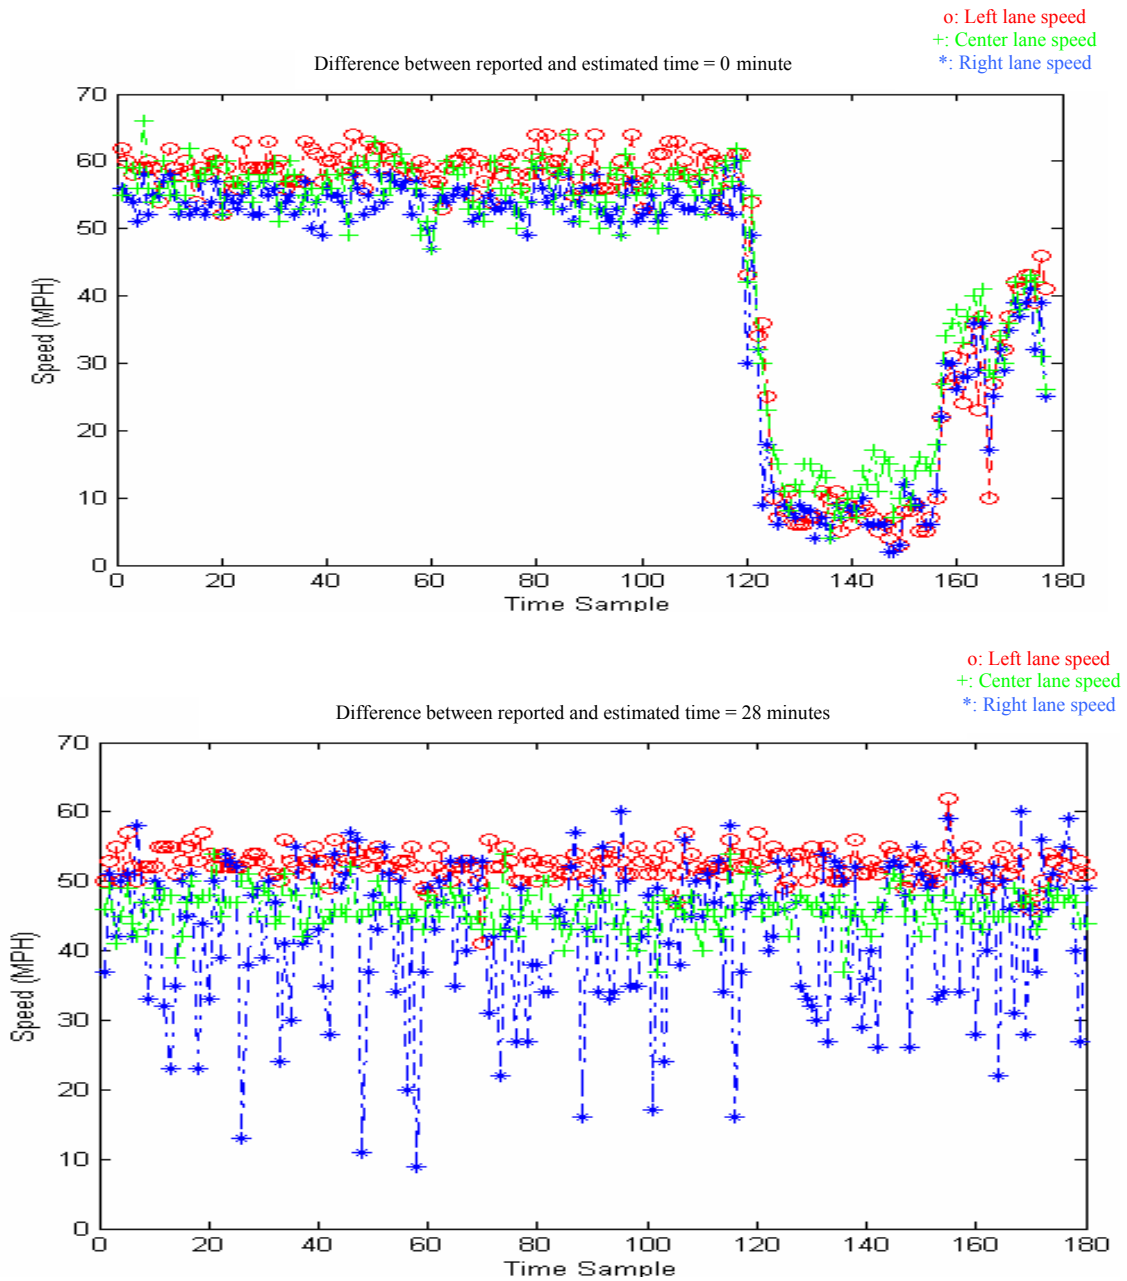 o: Left lane speed
+: Center lane speed
*: Right lane speed
Difference between reported and estimated time = 0 minute
70
60
50
40
30
20
10
0
Speed (MPH)
0 20 40 60 80 100 120 140 160 180
Time Sample
o: Left lane speed
+: Center lane speed
*: Right lane speed
Difference between reported and estimated time = 28 minutes
70
60
50
40
30
20
10
0
Speed (MPH)
0 20 40 60 80 100 120 140 160 180
Time Sample